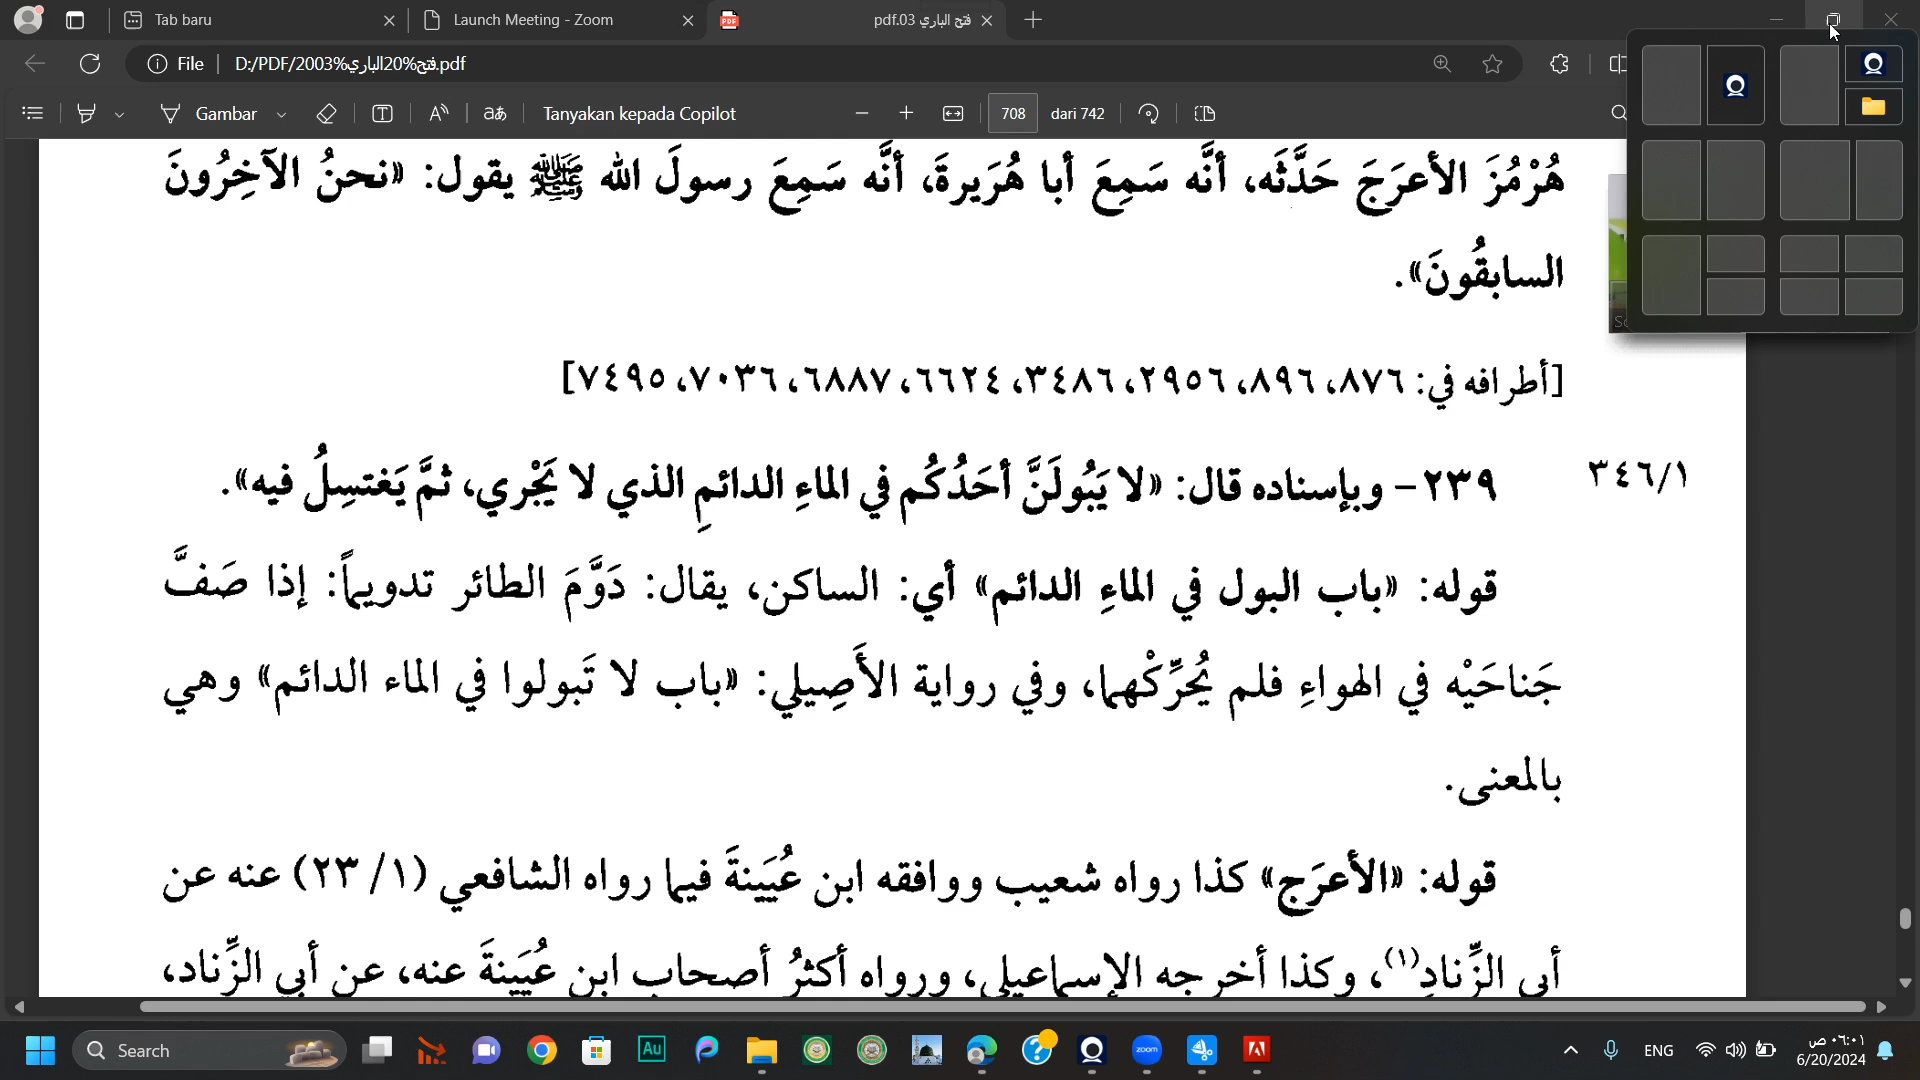 Tab baru
Launch Meeting - Zoom
فتح الباري 03.pdf
File
D:/PDF/2003%فتح%20الباري.pdf
Gambar
Tanyakan kepada Copilot
708 dari 742
هُرْمُزَ الأعرَجَ حَدَّثَه، أنَّه سَمِعَ أبا هُرَيرةَ، أنَّه سَمِعَ رسولَ الله ﷺ يقول: «نحنُ الآخِرُونَ
السابقُونَ».
[أطرافه في: ٨٧٦، ٨٩٦، ٢٩٥٦، ٣٤٨٦، ٦٦٢٤، ٦٨٨٧، ٧٠٣٦، ٧٤٩٥]
٣٤٦/١
٢٣٩- وبإسناده قال: «لا يَبُولَنَّ أحَدُكُم في الماءِ الدائمِ الذي لا يَجْري، ثمَّ يَغتسِلُ فيه».
قوله: «باب البول في الماءِ الدائم» أي: الساكن، يقال: دَوَّمَ الطائر تدويماً: إذا صَفَّ
جَناحَيْه في الهواءِ فلم يُحرِّكْهما، وفي رواية الأَصِيلي: «باب لا تَبولوا في الماء الدائم» وهي
بالمعنى.
قوله: «الأعرَج» كذا رواه شعيب ووافقه ابن عُيَينةَ فيما رواه الشافعي (١/ ٢٣) عنه عن
أبي الزِّنادِ(١)، وكذا أخرجه الإسماعيلي، ورواه أكثرُ أصحاب ابن عُيَينةَ عنه، عن أبي الزِّناد،
Search
Au
zoom
ENG
٠٦:٠١ ص
6/20/2024